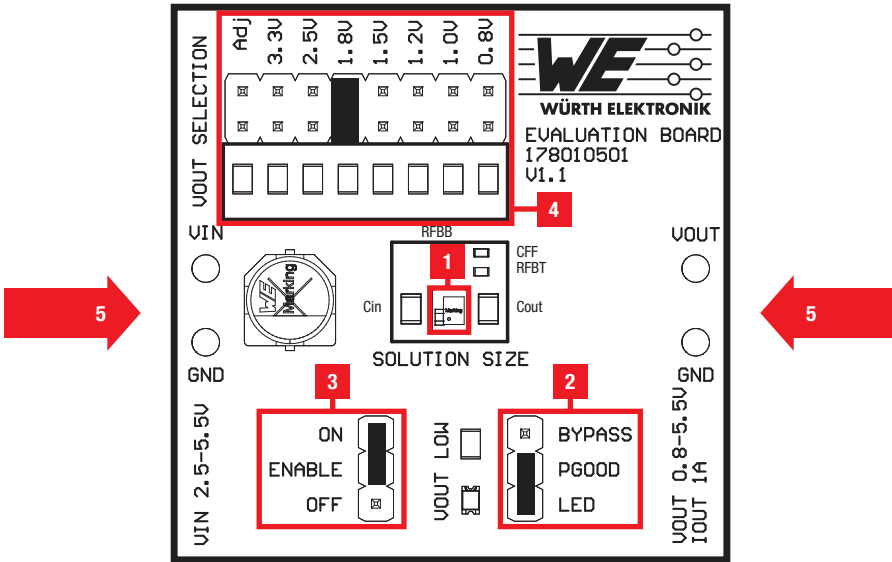 Adj
3.3V
2.5V
1.8V
1.5V
1.2V
1.0V
0.8V
VOUT SELECTION
WE
WÜRTH ELEKTRONIK
EVALUATION BOARD
178010501
V1.1
4
VIN
RFBB
VOUT
1
CFF
RFBT
WE
Marking
Cin
Marking
Cout
5
5
SOLUTION SIZE
GND
GND
3
2
VIN 2.5-5.5V
ON
ENABLE
OFF
VOUT LOW
BYPASS
PGOOD
LED
VOUT 0.8-5.5V
IOUT 1A